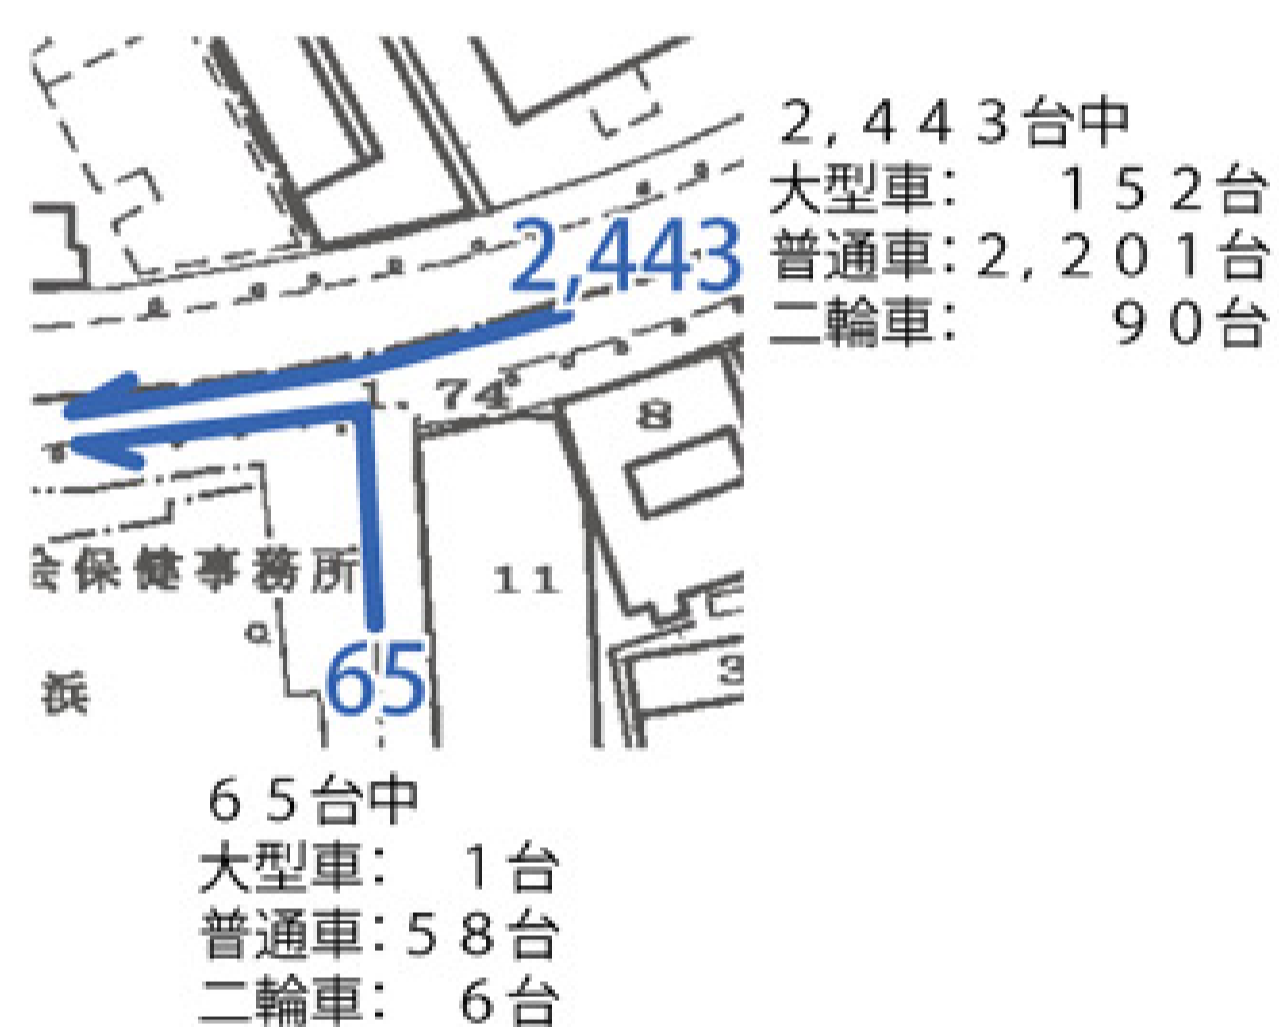 2,443台中
大型車： 152台
普通車：2,201台
二輪車： 90台
2,443
74
8
保健事務所
11
65
浜
3
65台中
大型車： 1台
普通車：58台
二輪車： 6台